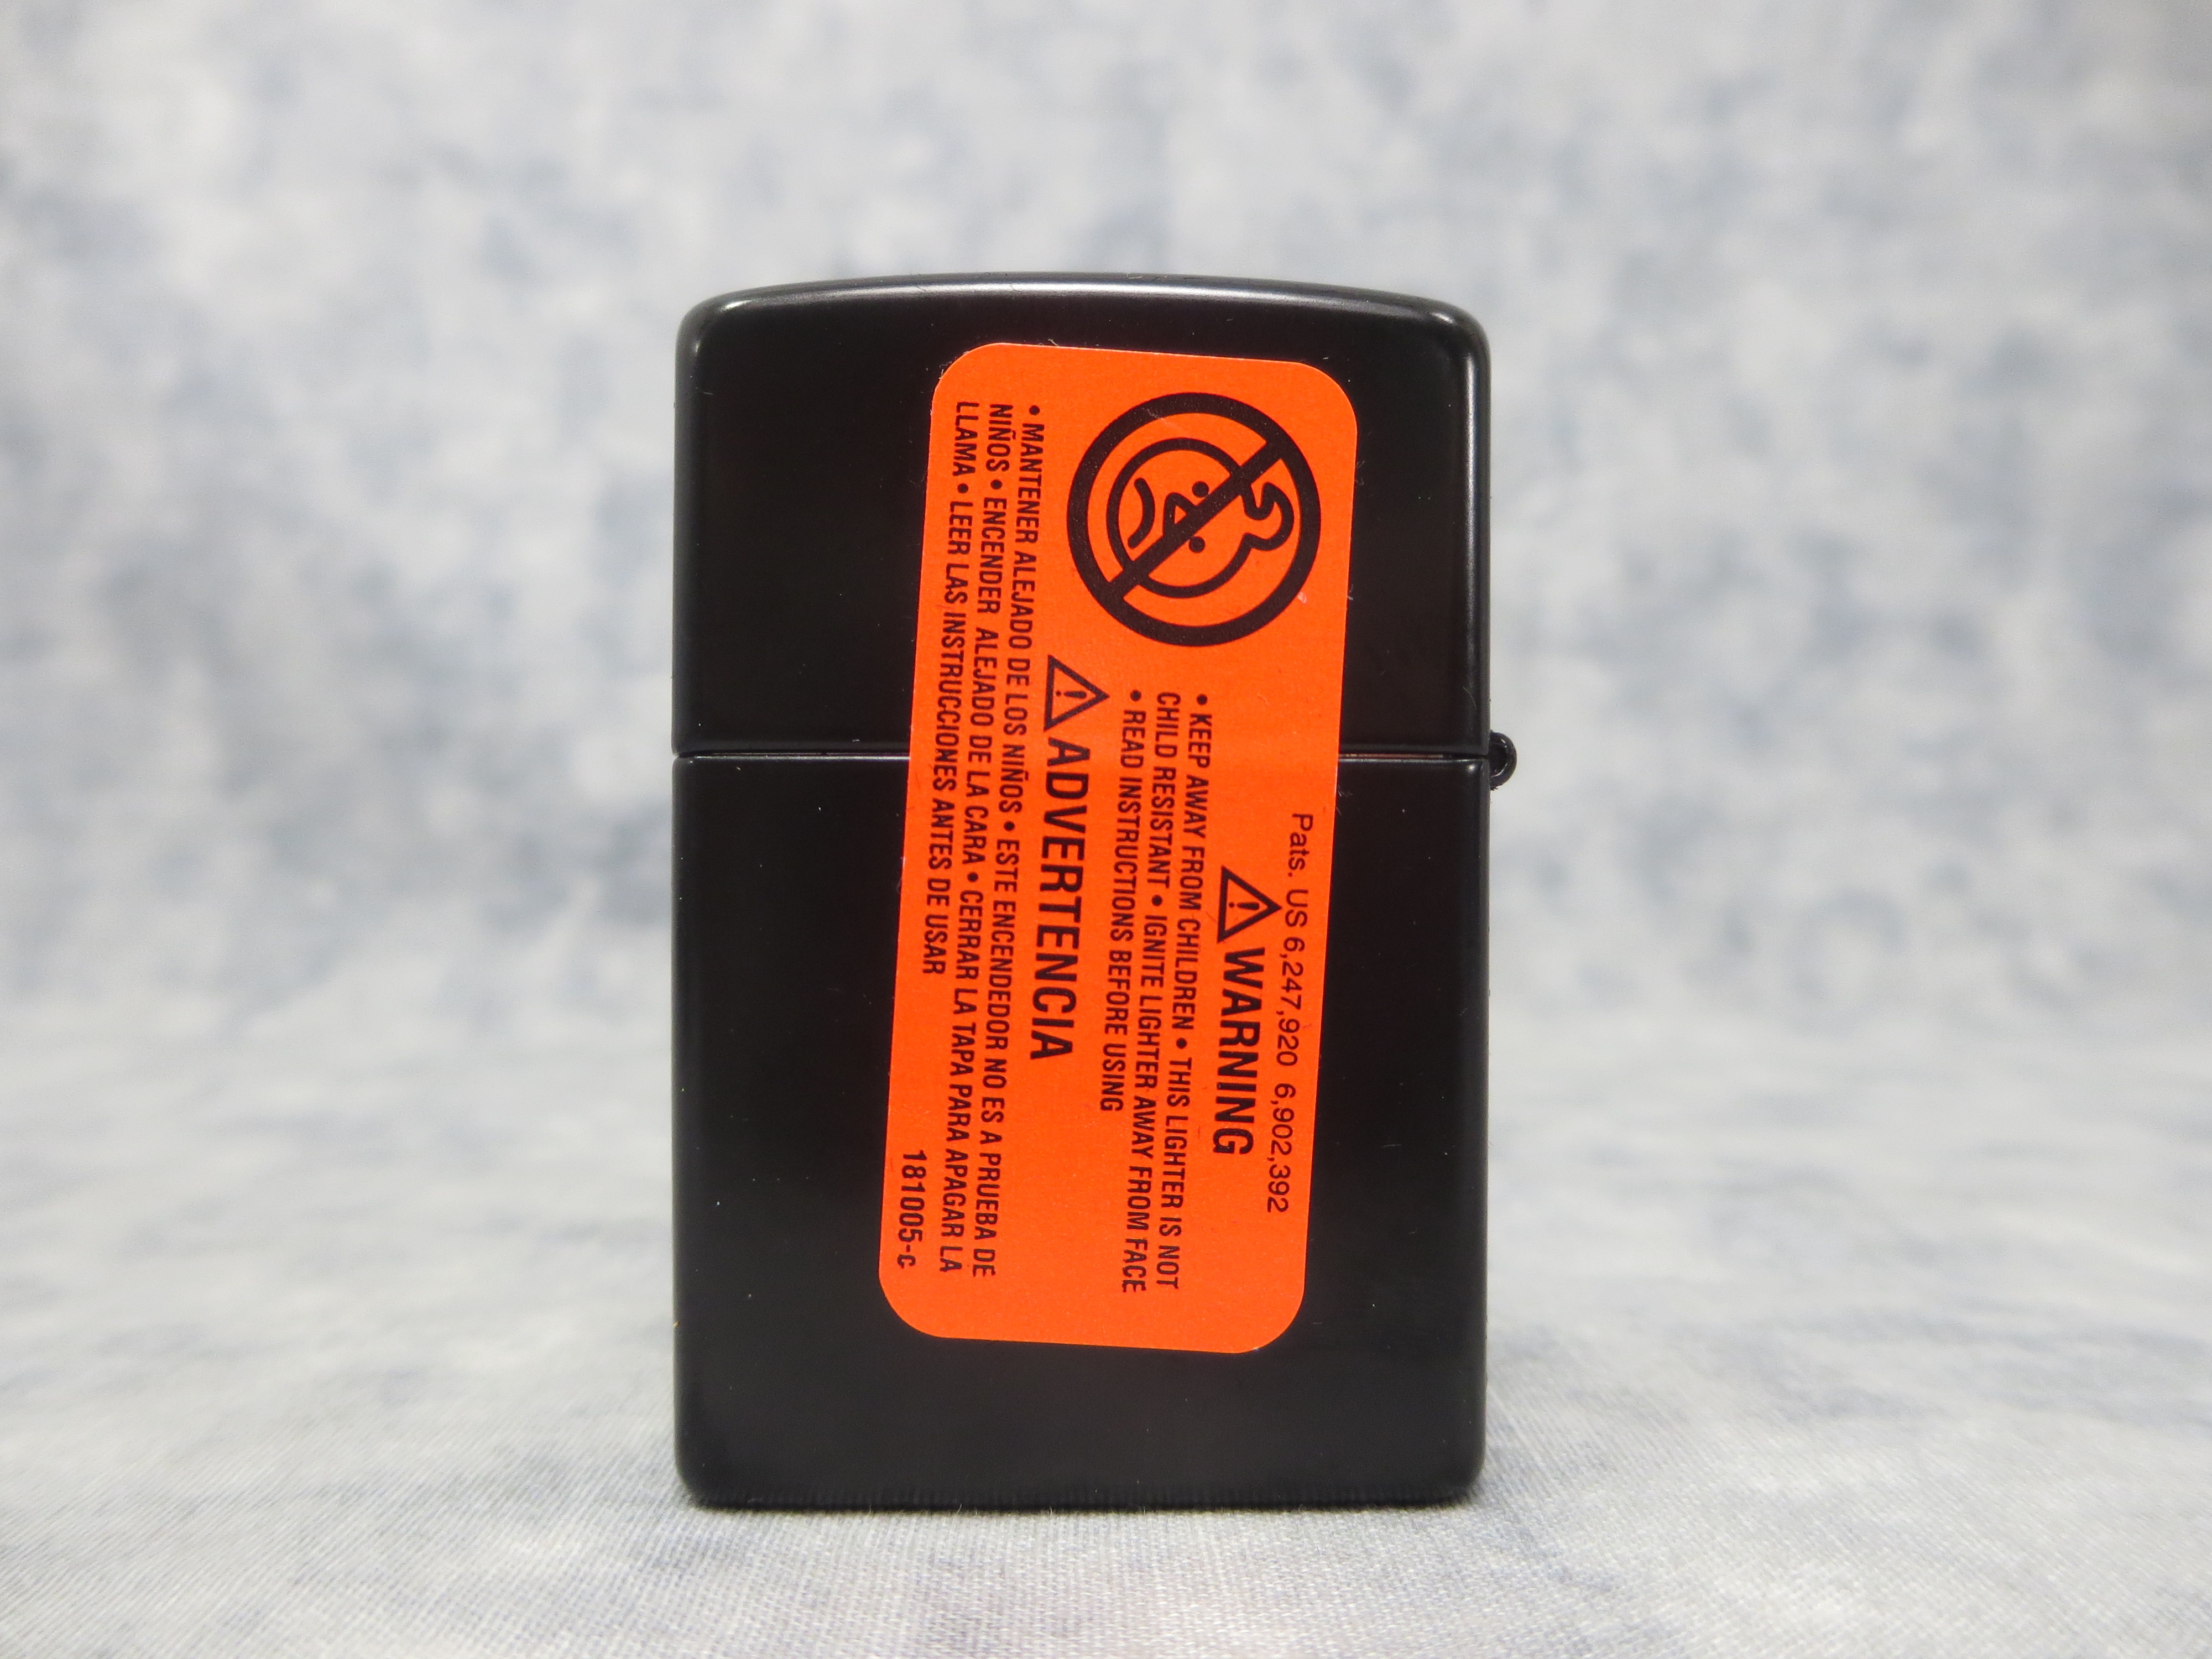 Pats. US 6,247,920 6,902,392
WARNING
• KEEP AWAY FROM CHILDREN • THIS LIGHTER IS NOT
CHILD RESISTANT • IGNITE LIGHTER AWAY FROM FACE
• READ INSTRUCTIONS BEFORE USING
ADVERTENCIA
• MANTENER ALEJADO DE LOS NIÑOS • ESTE ENCENDEDOR NO ES A PRUEBA DE
NIÑOS • ENCENDER ALEJADO DE LA CARA • CERRAR LA TAPA PARA APAGAR LA
LLAMA • LEER LAS INSTRUCCIONES ANTES DE USAR
181005-c